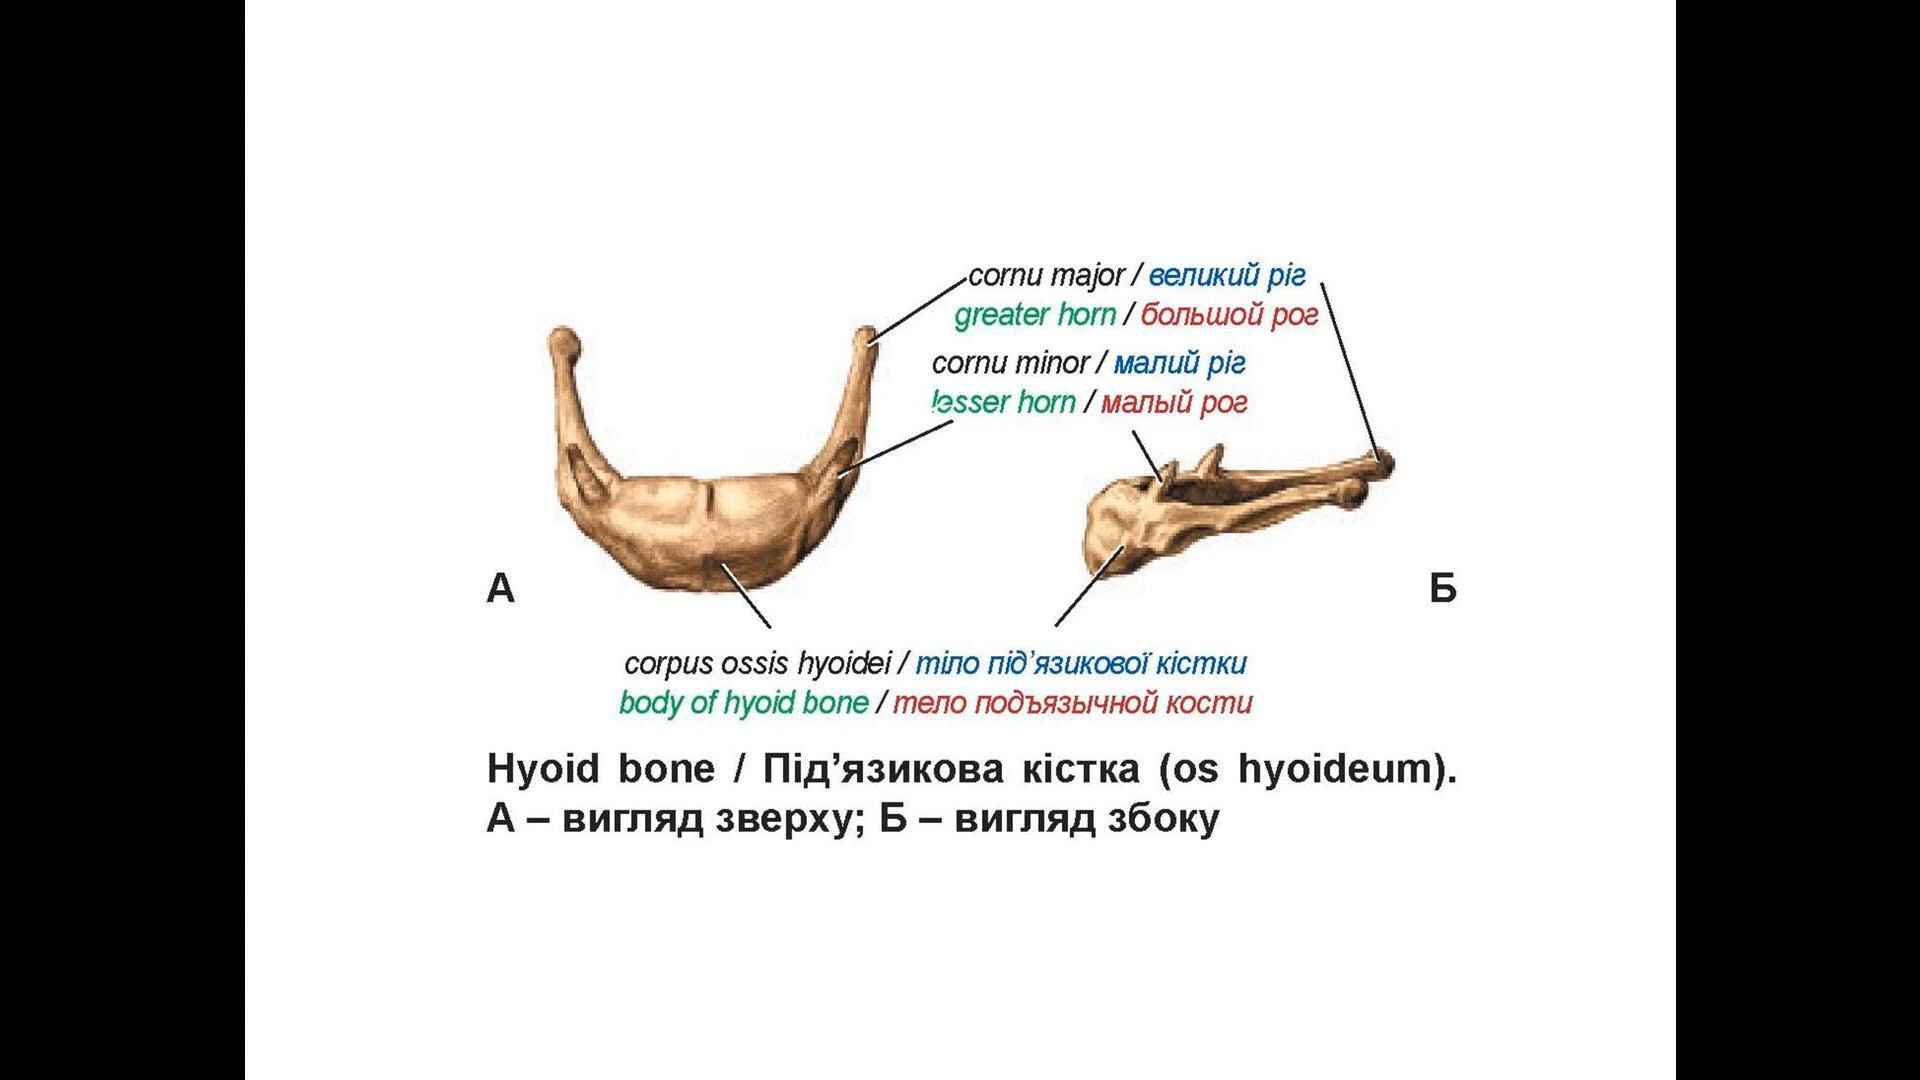 cornu major / великий ріг
greater horn / большой рог
cornu minor / малий ріг
lesser horn / малый рог
А
Б
corpus ossis hyoidei / тіло під’язикової кістки
body of hyoid bone / тело подъязычной кости
Hyoid bone / Під’язикова кістка (os hyoideum).
А – вигляд зверху; Б – вигляд збоку